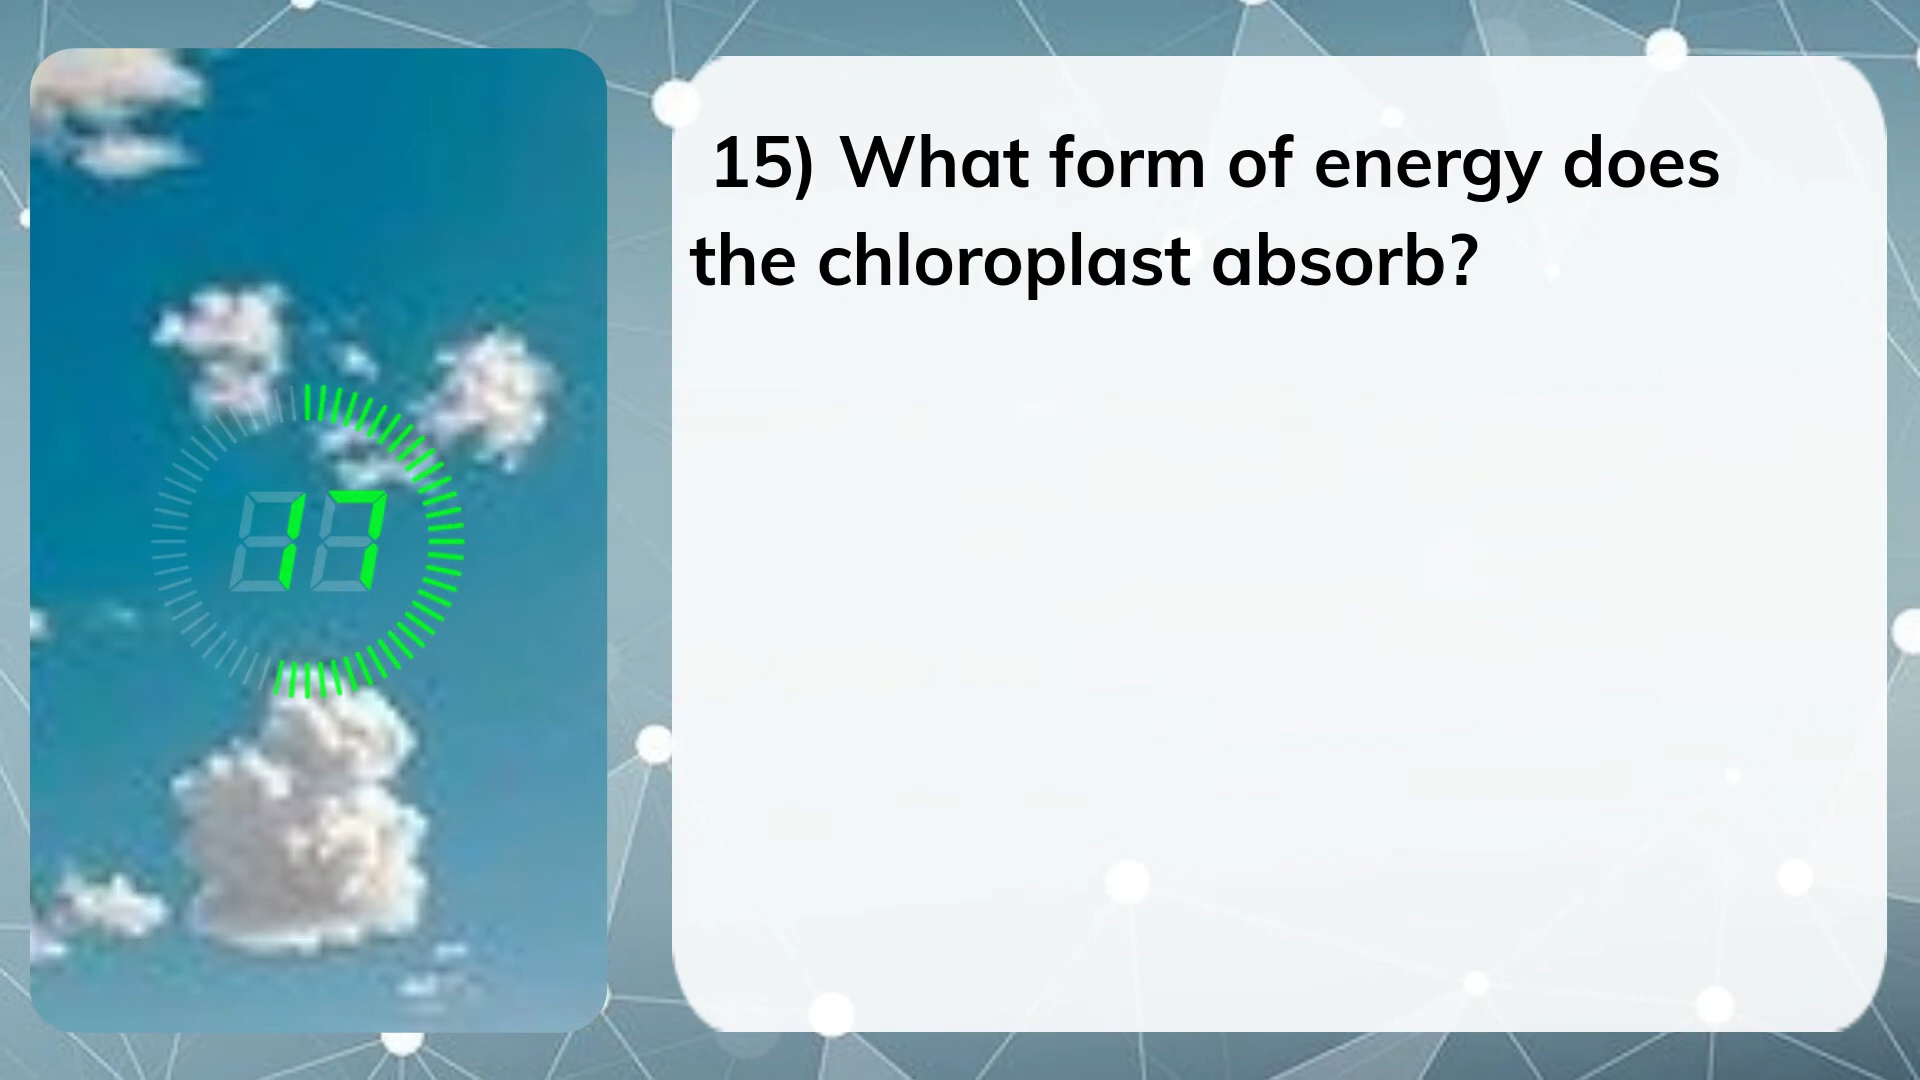 17
15) What form of energy does
the chloroplast absorb?